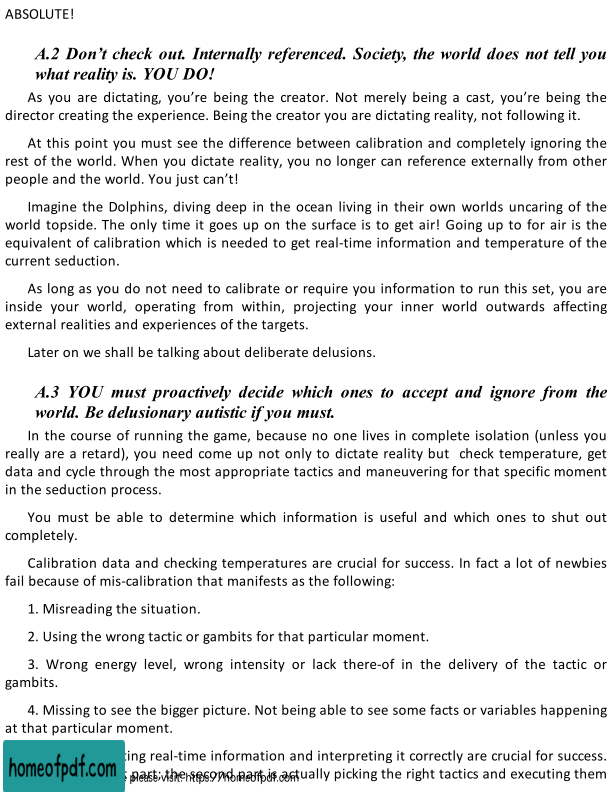 ABSOLUTE!
A.2 Don't check out. Internally referenced. Society, the world does not tell you
what reality is. YOU DO!
As you are dictating, you're being the creator. Not merely being a cast, you're being the
director creating the experience. Being the creator you are dictating reality, not following it.
At this point you must see the difference between calibration and completely ignoring the
rest of the world. When you dictate reality, you no longer can reference externally from other
people and the world. You just can't!
Imagine the Dolphins, diving deep in the ocean living in their own worlds uncaring of the
world topside. The only time it goes up on the surface is to get air! Going up to for air is the
equivalent of calibration which is needed to get real-time information and temperature of the
current seduction.
As long as you do not need to calibrate or require you information to run this set, you are
inside your world, operating from within, projecting your inner world outwards affecting
external realities and experiences of the targets.
Later on we shall be talking about deliberate delusions.
A.3 YOU must proactively decide which ones to accept and ignore from the
world. Be delusionary autistic if you must.
In the course of running the game, because no one lives in complete isolation (unless you
really are a retard), you need come up not only to dictate reality but check temperature, get
data and cycle through the most appropriate tactics and maneuvering for that specific moment
in the seduction process.
You must be able to determine which information is useful and which ones to shut out
completely.
Calibration data and checking temperatures are crucial for success. In fact a lot of newbies
fail because of mis-calibration that manifests as the following:
1. Misreading the situation.
2. Using the wrong tactic or gambits for that particular moment.
3. Wrong energy level, wrong intensity or lack there-of in the delivery of the tactic or
gambits.
4. Missing to see the bigger picture. Not being able to see some facts or variables happening
at that particular moment.
ing real-time information and interpreting it correctly are crucial for success.
part; the second part is actually picking the right tactics and executing them
homeofpdf.com
please visit: https://homeofpdf.com